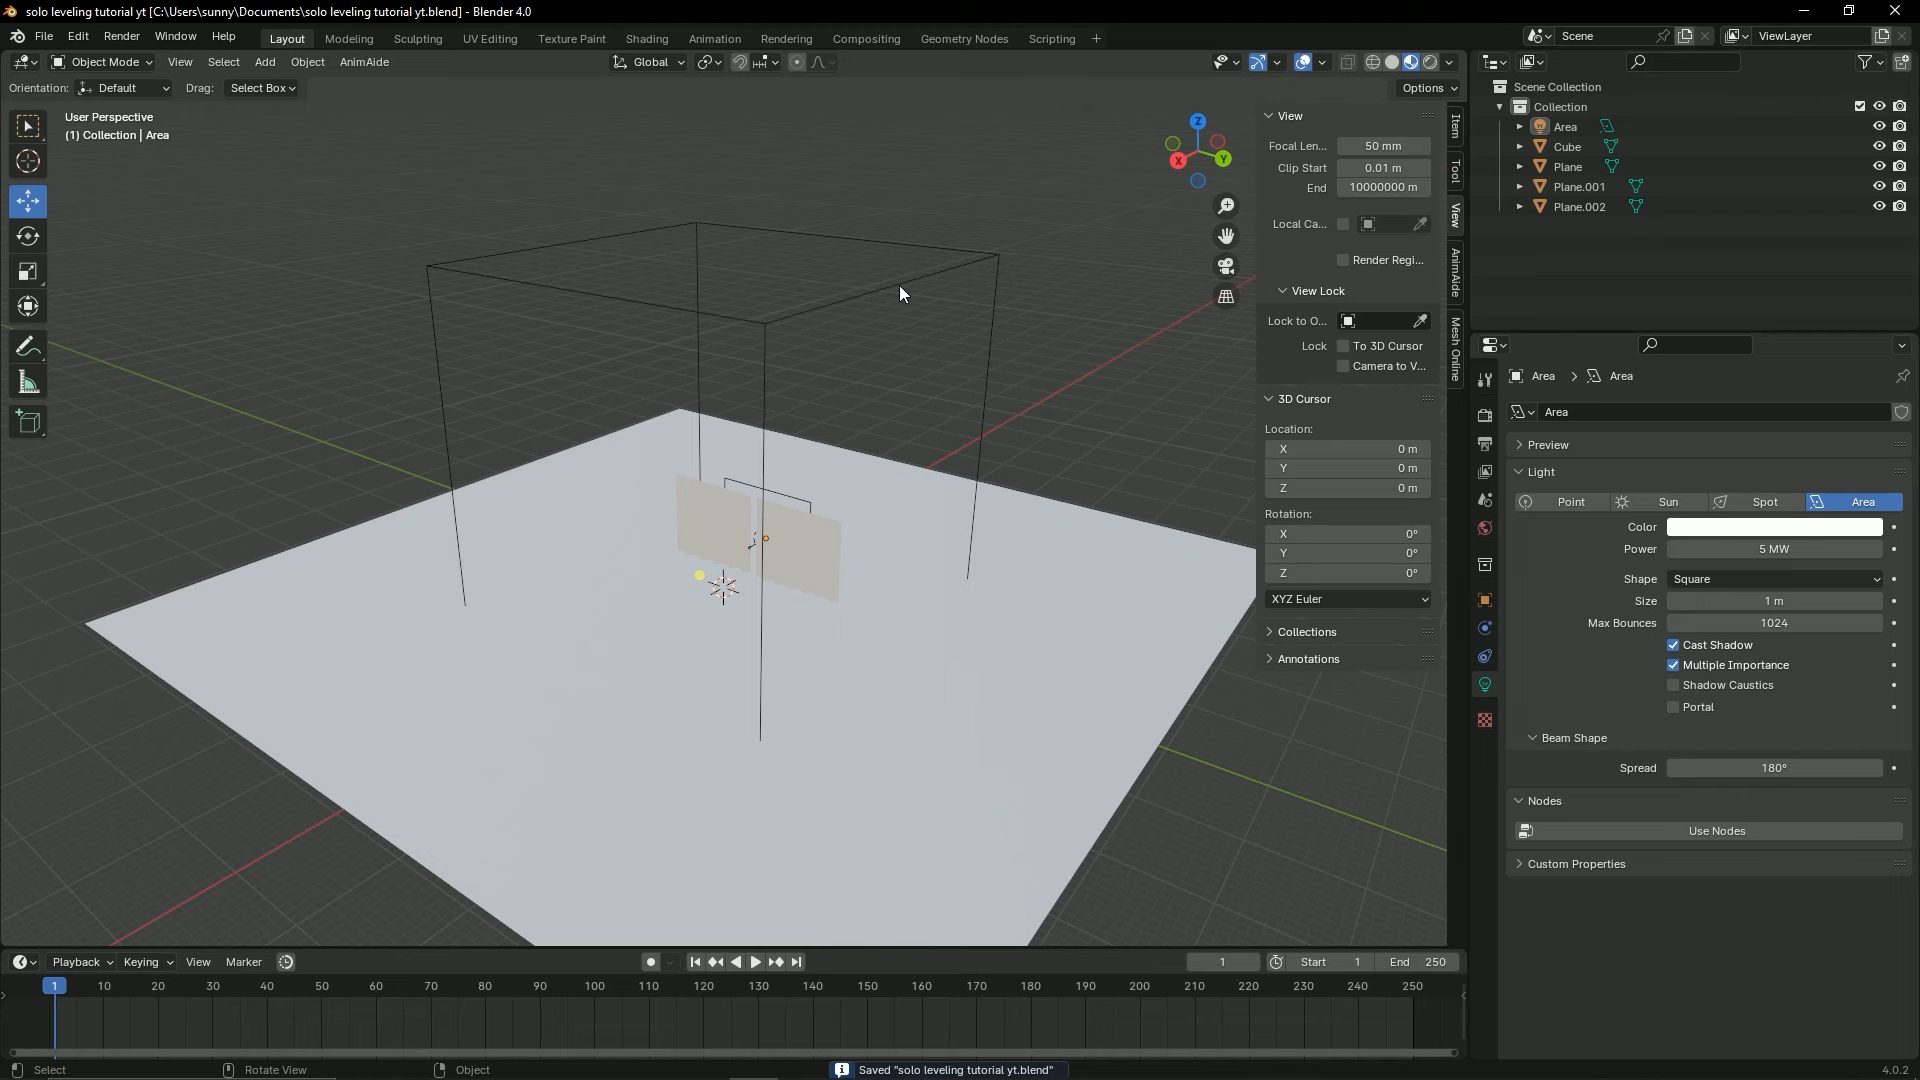 solo leveling tutorial yt [C:\Users\sunny\Documents\solo leveling tutorial yt.blend] - Blender 4.0
File Edit Render Window Help Layout Modeling Sculpting UV Editing Texture Paint Shading Animation Rendering Compositing Geometry Nodes Scripting + Scene ViewLayer
Object Mode View Select Add Object AnimAide Global
Orientation: Default Drag: Select Box Options
User Perspective
(1) Collection | Area
Z
Y
X
View
Focal Len... 50 mm
Clip Start 0.01 m
End 10000000 m
Local Ca...
Render Regi...
View Lock
Lock to O...
Lock To 3D Cursor
Camera to V...
3D Cursor
Location:
X 0 m
Y 0 m
Z 0 m
Rotation:
X 0°
Y 0°
Z 0°
XYZ Euler
Collections
Annotations
Item
Tool
View
AnimAide
Mesh Online
Scene Collection
Collection
Area
Cube
Plane
Plane.001
Plane.002
Area > Area
Area
Preview
Light
Point Sun Spot Area
Color
Power 5 MW
Shape Square
Size 1 m
Max Bounces 1024
Cast Shadow
Multiple Importance
Shadow Caustics
Portal
Beam Shape
Spread 180°
Nodes
Use Nodes
Custom Properties
Playback Keying View Marker 1 Start 1 End 250
1 10 20 30 40 50 60 70 80 90 100 110 120 130 140 150 160 170 180 190 200 210 220 230 240 250
Select Rotate View Object Saved "solo leveling tutorial yt.blend" 4.0.2